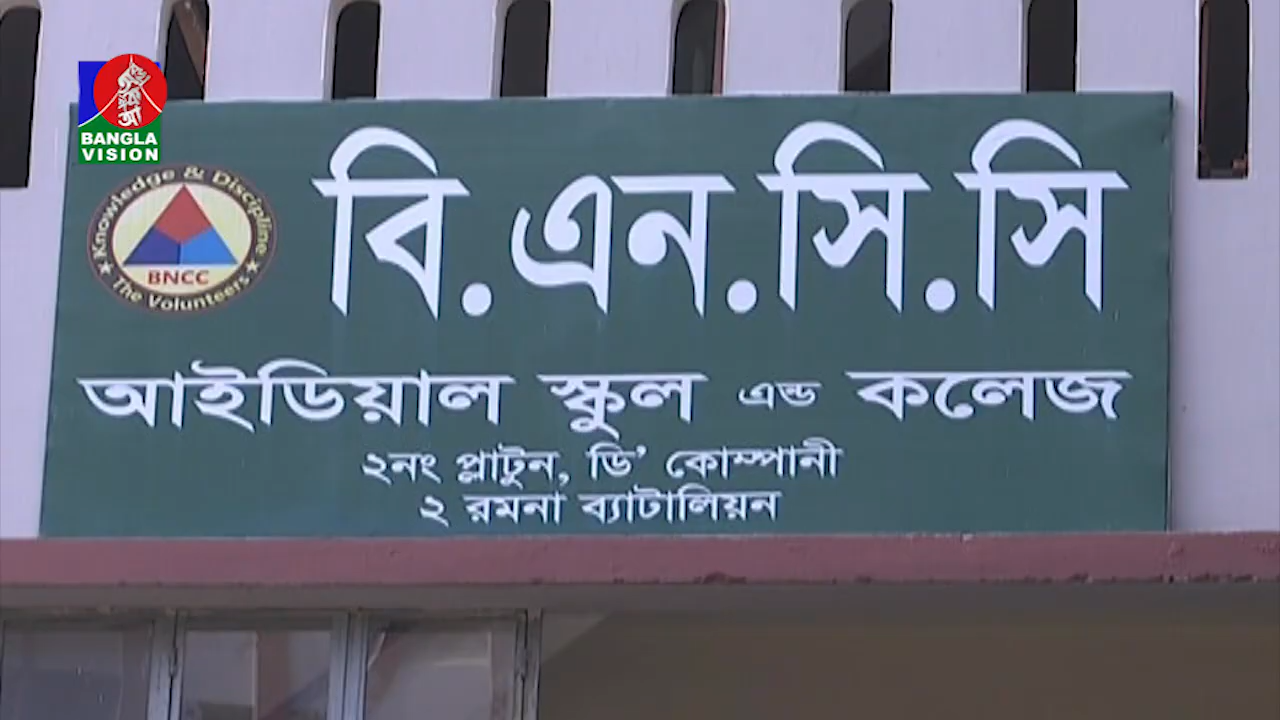 BANGLA
VISION
Knowledge & Discipline
BNCC
The Volunteers
বি.এন.সি.সি
আইডিয়াল স্কুল এন্ড কলেজ
২নং প্লাটুন, ডি' কোম্পানী
২ রমনা ব্যাটালিয়ন